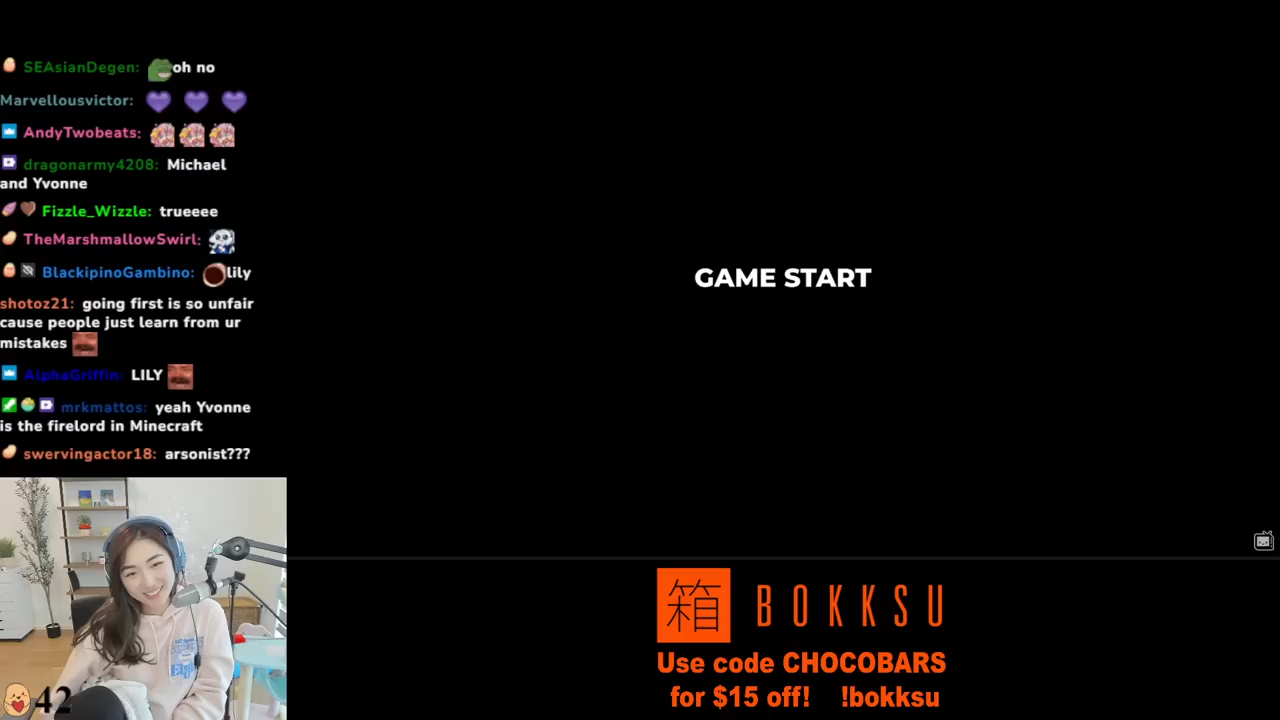 SEAsianDegen: oh no
Marvellousvictor:
AndyTwobeats:
dragonarmy4208: Michael
and Yvonne
Fizzle_Wizzle: trueeee
TheMarshmallowSwirl:
BlackipinoGambino: lily
shotoz21: going first is so unfair
cause people just learn from ur
mistakes
AlphaGriffin: LILY
mrkmattos: yeah Yvonne
is the firelord in Minecraft
swervingactor18: arsonist???
GAME START
42
箱 BOKKSU
Use code CHOCOBARS
for $15 off! !bokksu